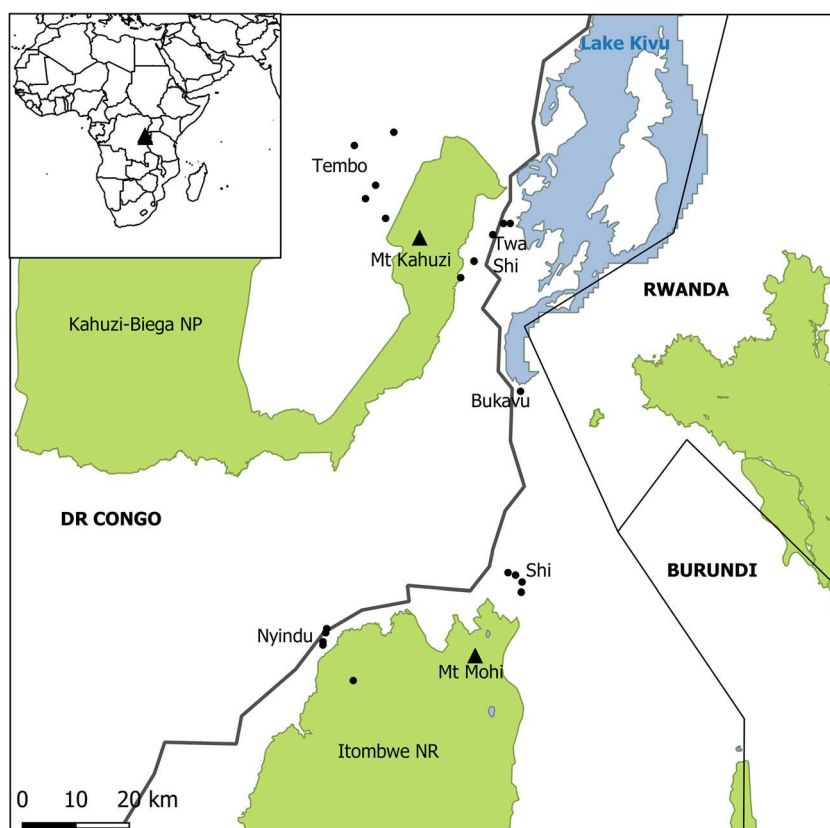 Lake Kivu
Tembo
Twa
Shi
Mt Kahuzi
RWANDA
Kahuzi-Biega NP
Bukavu
DR CONGO
Shi
BURUNDI
Nyindu
Mt Mohi
Itombwe NR
0 10 20 km